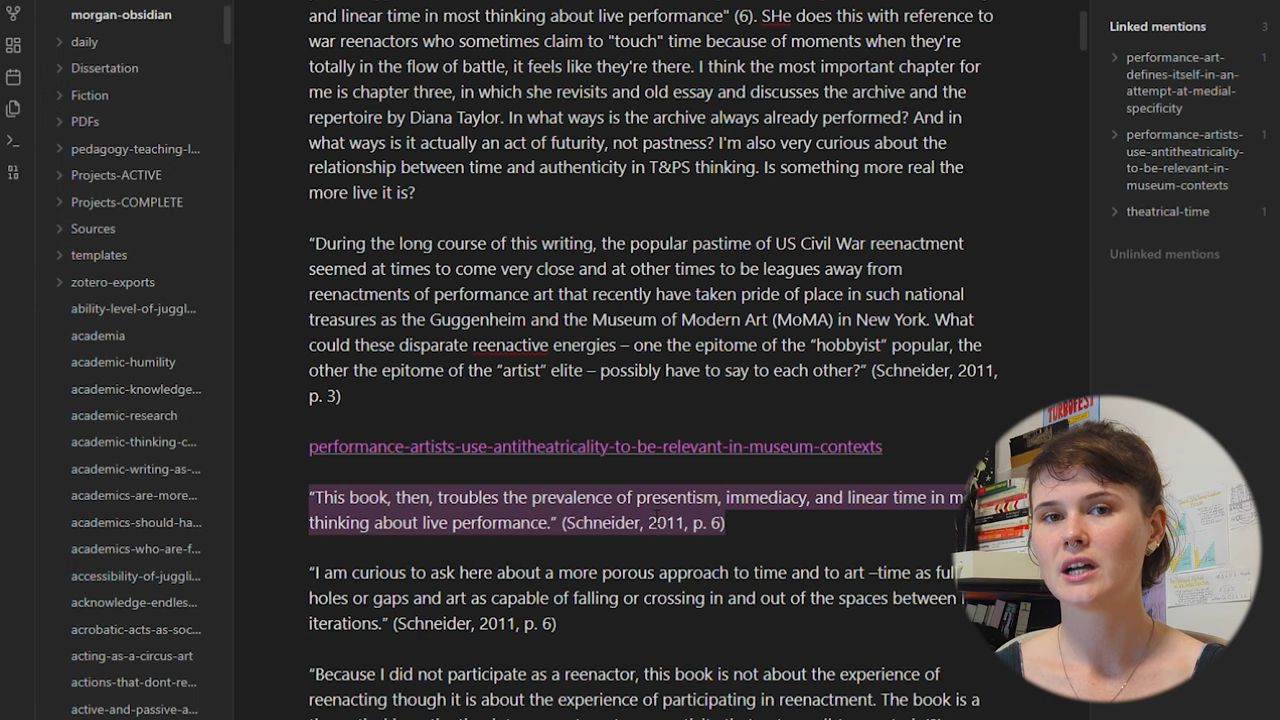 morgan-obsidian
daily
Dissertation
Fiction
PDFs
pedagogy-teaching-l...
Projects-ACTIVE
Projects-COMPLETE
Sources
templates
zotero-exports
ability-level-of-juggl...
academia
academic-humility
academic-knowledge...
academic-research
academic-thinking-c...
academic-writing-as-...
academics-are-more...
academics-should-ha...
academics-who-are-f...
accessibility-of-juggli...
acknowledge-endles...
acrobatic-acts-as-soc...
acting-as-a-circus-art
actions-that-dont-re...
active-and-passive-a...
and linear time in most thinking about live performance" (6). SHe does this with reference to
war reenactors who sometimes claim to "touch" time because of moments when they're
totally in the flow of battle, it feels like they're there. I think the most important chapter for
me is chapter three, in which she revisits and old essay and discusses the archive and the
repertoire by Diana Taylor. In what ways is the archive always already performed? And in
what ways is it actually an act of futurity, not pastness? I'm also very curious about the
relationship between time and authenticity in T&PS thinking. Is something more real the
more live it is?
“During the long course of this writing, the popular pastime of US Civil War reenactment
seemed at times to come very close and at other times to be leagues away from
reenactments of performance art that recently have taken pride of place in such national
treasures as the Guggenheim and the Museum of Modern Art (MoMA) in New York. What
could these disparate reenactive energies – one the epitome of the “hobbyist” popular, the
other the epitome of the “artist” elite – possibly have to say to each other?” (Schneider, 2011,
p. 3)
performance-artists-use-antitheatricality-to-be-relevant-in-museum-contexts
“This book, then, troubles the prevalence of presentism, immediacy, and linear time in
thinking about live performance.” (Schneider, 2011, p. 6)
“I am curious to ask here about a more porous approach to time and to art –time as
holes or gaps and art as capable of falling or crossing in and out of the spaces between
iterations.” (Schneider, 2011, p. 6)
“Because I did not participate as a reenactor, this book is not about the experience of
reenacting though it is about the experience of participating in reenactment. The book is a
Linked mentions 3
performance-art- 1
defines-itself-in-an-
attempt-at-medial-
specificity
performance-artists- 1
use-antitheatricality-
to-be-relevant-in-
museum-contexts
theatrical-time 1
Unlinked mentions
TURBOFEST